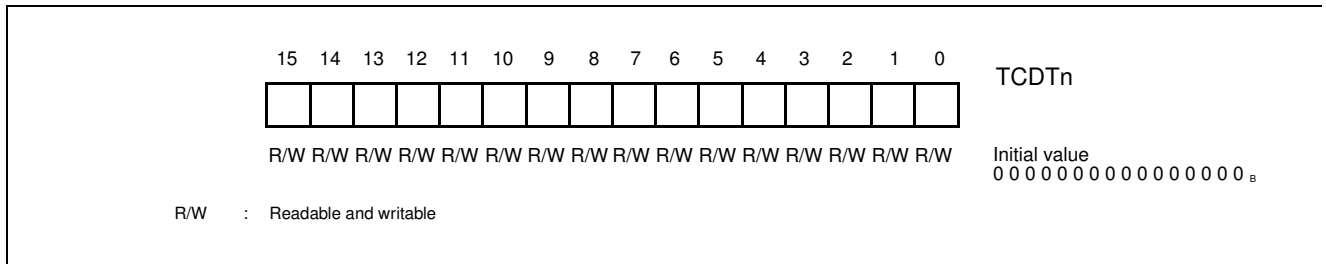 15 14 13 12 11 10 9 8 7 6 5 4 3 2 1 0
TCDTn
R/W R/W R/W R/W R/W R/W R/W R/W R/W R/W R/W R/W R/W R/W R/W R/W
Initial value
0 0 0 0 0 0 0 0 0 0 0 0 0 0 0 0 B
R/W : Readable and writable